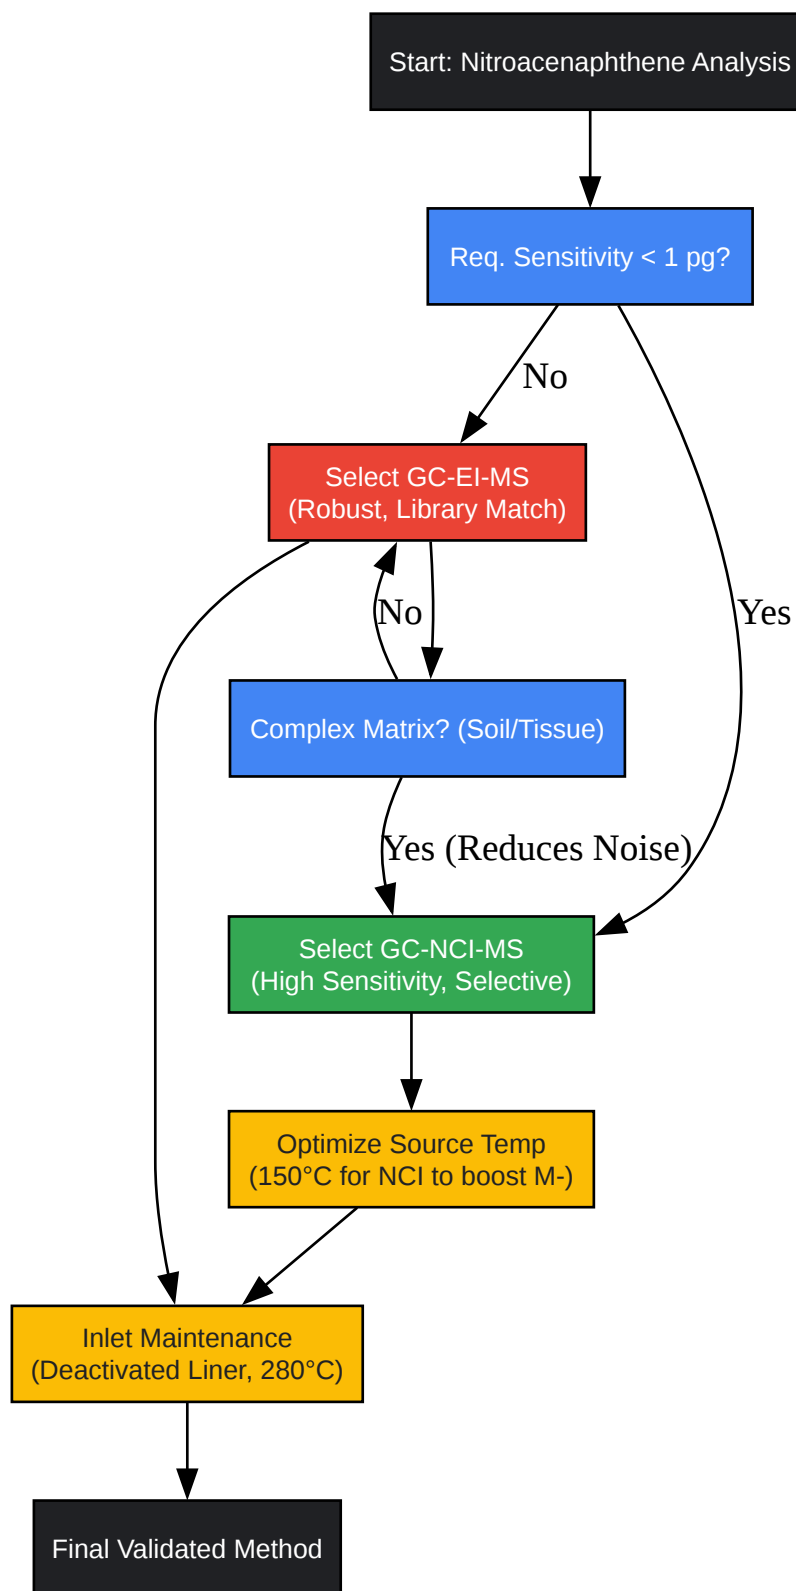 Start: Nitroacenaphthene Analysis
Req. Sensitivity < 1 pg?
No
Select GC-EI-MS
(Robust, Library Match)
No
Yes
Complex Matrix? (Soil/Tissue)
Yes (Reduces Noise)
Select GC-NCI-MS
(High Sensitivity, Selective)
Optimize Source Temp
(150°C for NCI to boost M-)
Inlet Maintenance
(Deactivated Liner, 280°C)
Final Validated Method